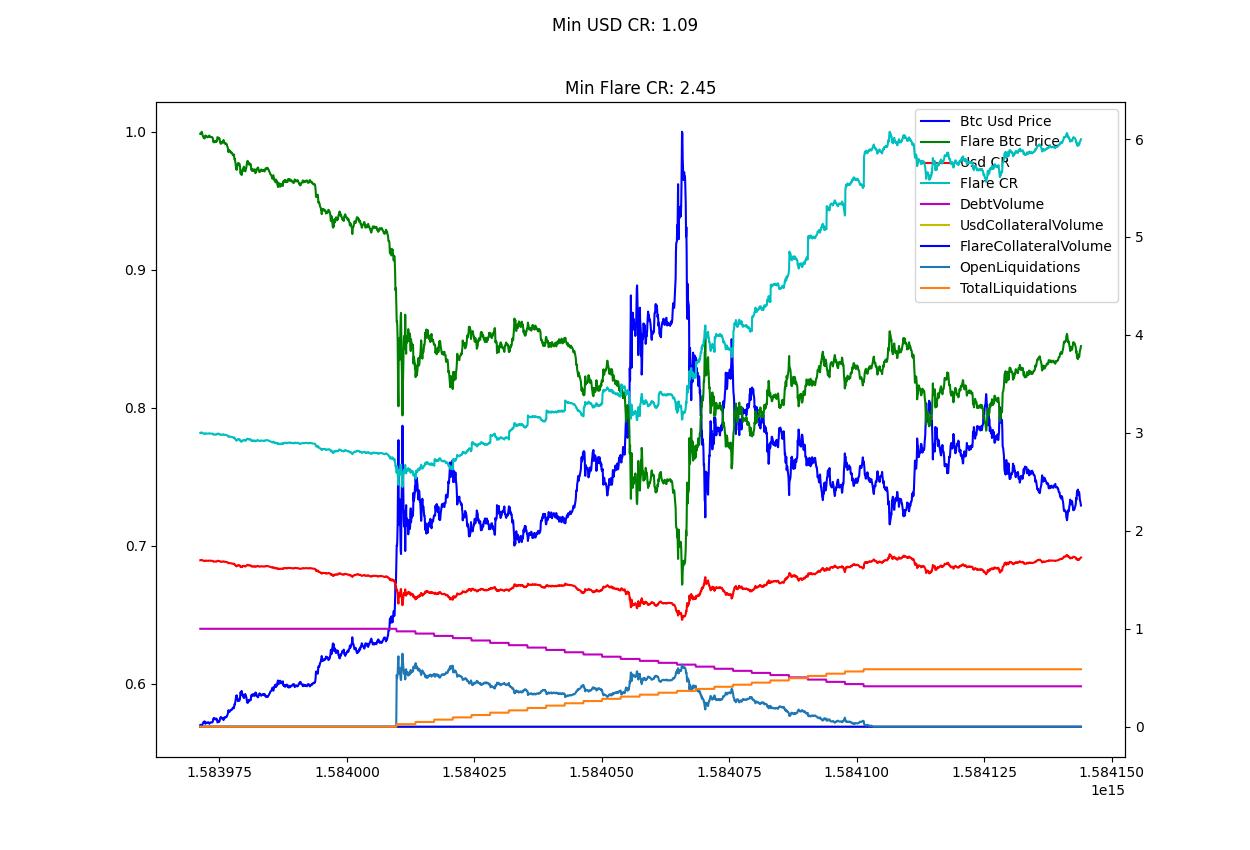 Min USD CR: 1.09
Min Flare CR: 2.45
1.0
0.9
0.8
0.7
0.6
6
5
4
3
2
1
0
Btc Usd Price
Flare Btc Price
Usd CR
Flare CR
DebtVolume
UsdCollateralVolume
FlareCollateralVolume
OpenLiquidations
TotalLiquidations
1.583975 1.584000 1.584025 1.584050 1.584075 1.584100 1.584125 1.584150
1e15